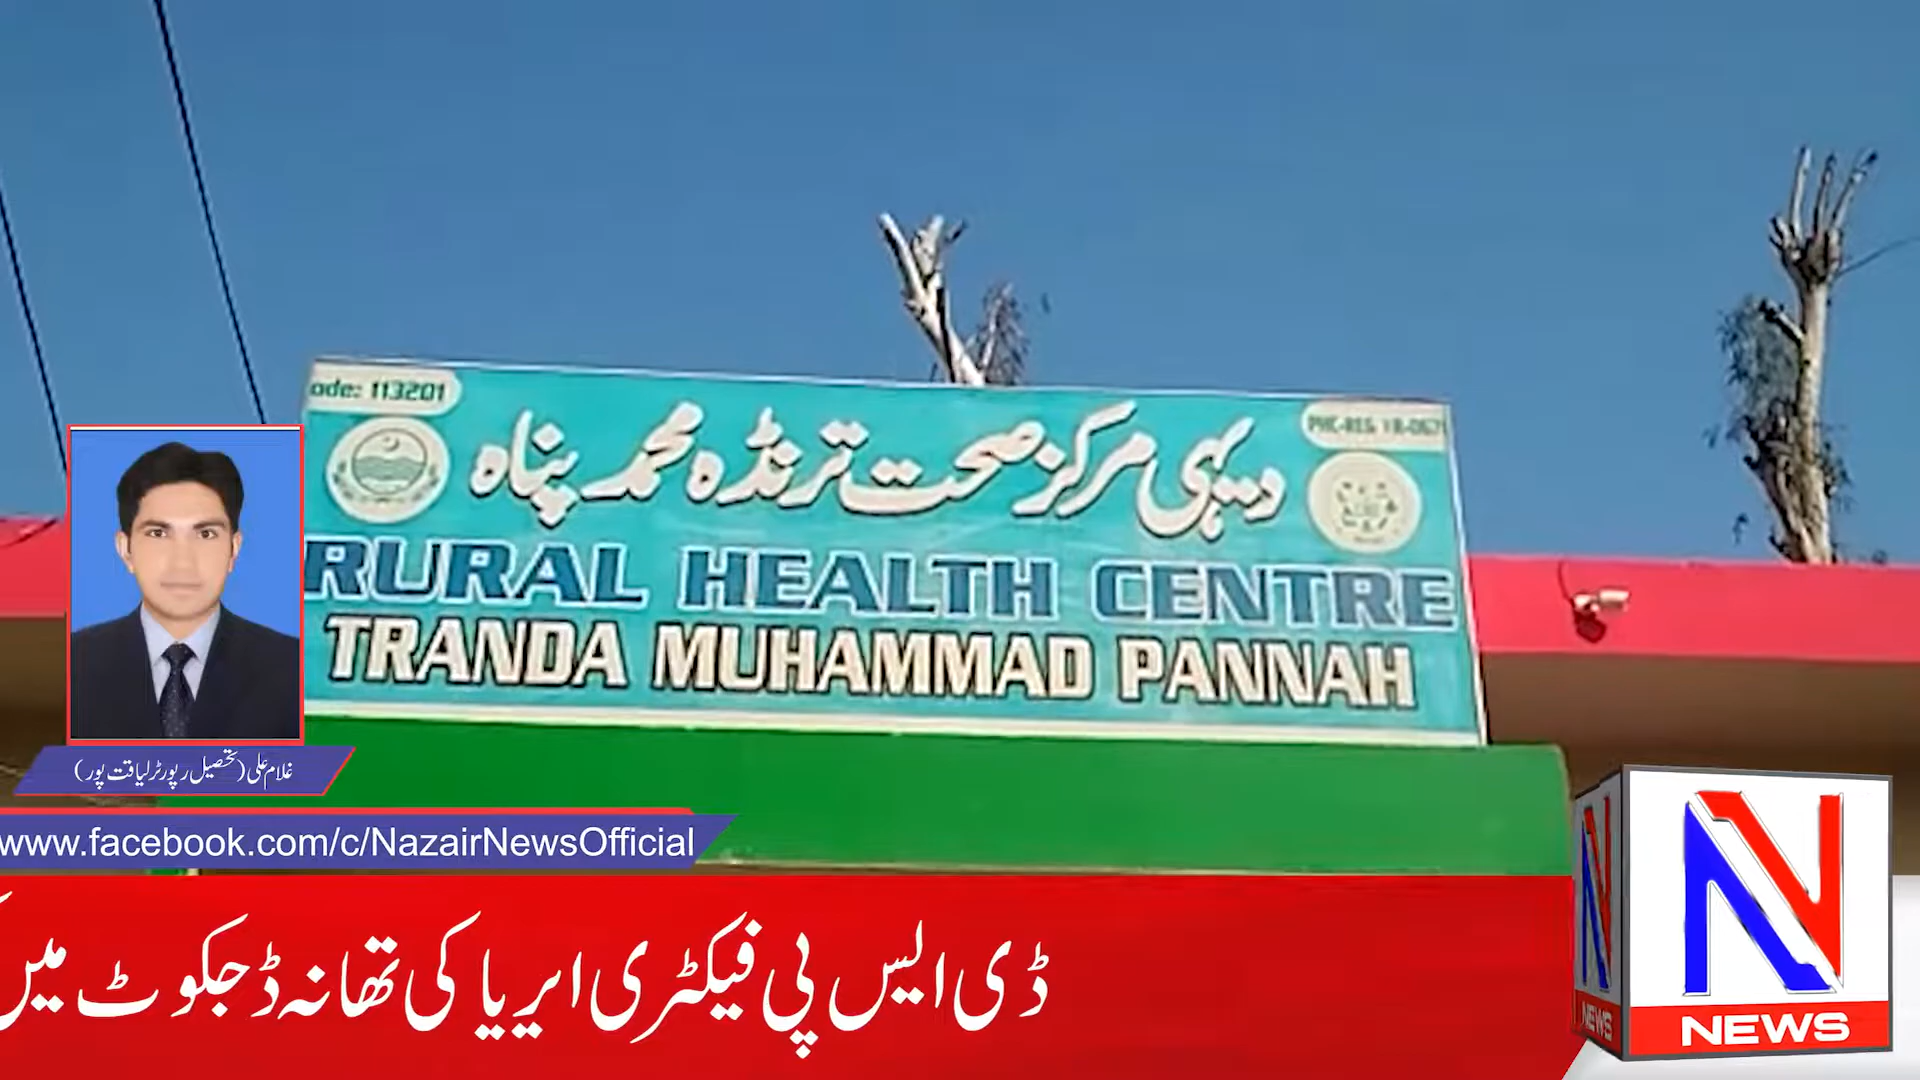 ode: 113201
دیہی مرکز صحت ترنڈہ محمد پناہ
RURAL HEALTH CENTRE
TRANDA MUHAMMAD PANNAH
غلام علی (تحصیل رپورٹر لیاقت پور)
www.facebook.com/c/NazairNewsOfficial
ڈی ایس پی فیکٹری ایریا کی تھانہ ڈجکوٹ میں
N
NEWS
N
NEWS